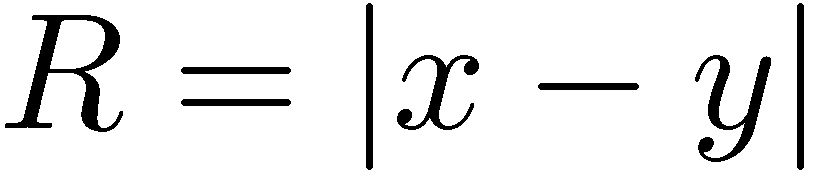 R = |x − y|